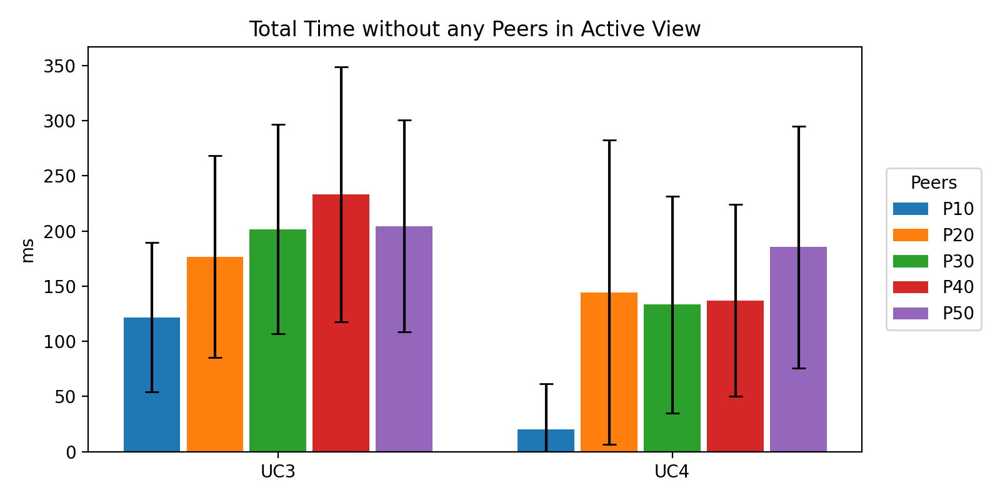 Total Time without any Peers in Active View
ms
350
300
250
200
150
100
50
0
UC3
UC4
Peers
P10
P20
P30
P40
P50